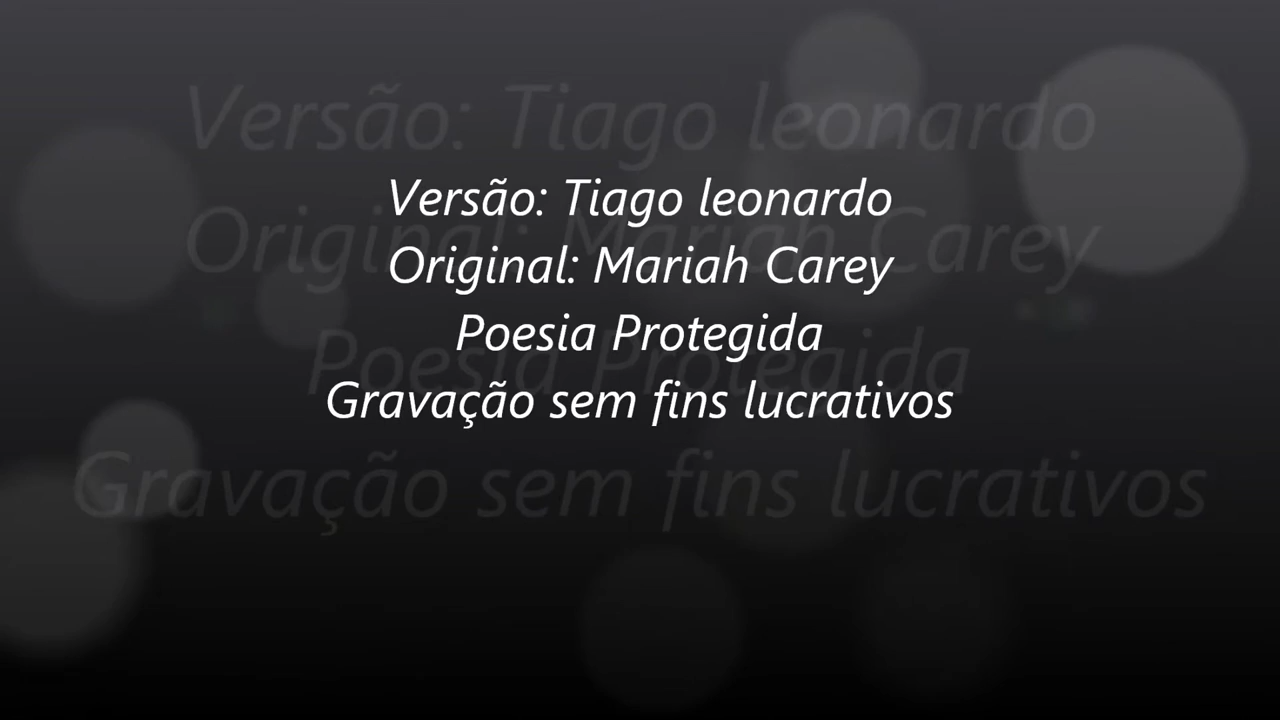 Versão: Tiago leonardo
Original: Mariah Carey
Poesia Protegida
Gravação sem fins lucrativos